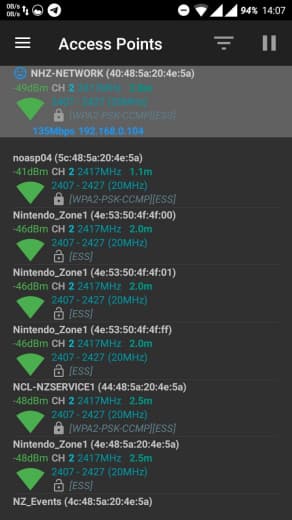 0B/s
0B/s
94% 14:07
Access Points
NHZ-NETWORK (40:48:5a:20:4e:5a)
-49dBm CH 2 2417MHz 2.8m
2407 - 2427 (20MHz)
[WPA2-PSK-CCMP][ESS]
135Mbps 192.168.0.104
noasp04 (5c:48:5a:20:4e:5a)
-41dBm CH 2 2417MHz 1.1m
2407 - 2427 (20MHz)
[WPA2-PSK-CCMP][ESS]
Nintendo_Zone1 (4e:53:50:4f:4f:00)
-46dBm CH 2 2417MHz 2.0m
2407 - 2427 (20MHz)
[ESS]
Nintendo_Zone1 (4e:53:50:4f:4f:01)
-46dBm CH 2 2417MHz 2.0m
2407 - 2427 (20MHz)
[ESS]
Nintendo_Zone1 (4e:53:50:4f:4f:ff)
-46dBm CH 2 2417MHz 2.0m
2407 - 2427 (20MHz)
[ESS]
NCL-NZSERVICE1 (44:48:5a:20:4e:5a)
-48dBm CH 2 2417MHz 2.5m
2407 - 2427 (20MHz)
[WPA2-PSK-CCMP][ESS]
Nintendo_Zone1 (4e:48:5a:20:4e:5a)
-48dBm CH 2 2417MHz 2.5m
2407 - 2427 (20MHz)
[ESS]
NZ_Events (4c:48:5a:20:4e:5a)